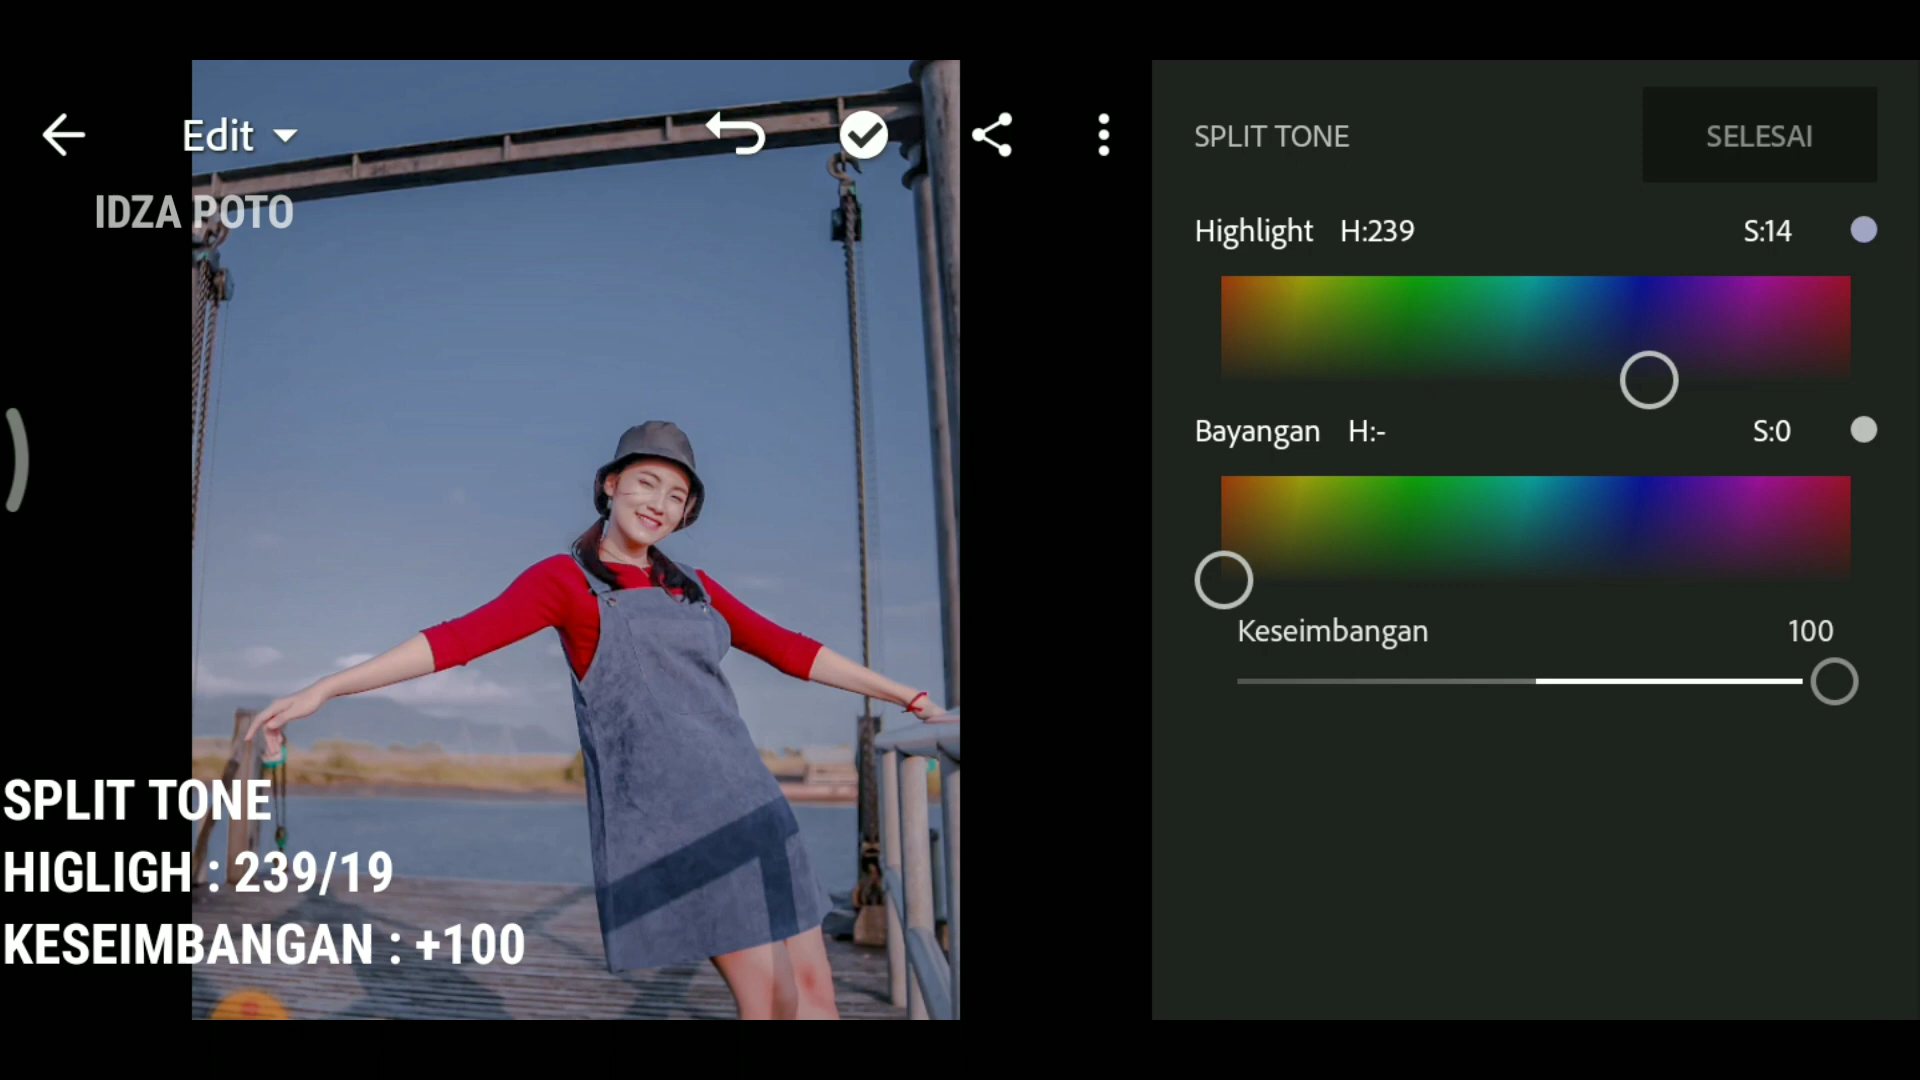 Edit
IDZA POTO
SPLIT TONE
HIGLIGH : 239/19
KESEIMBANGAN : +100
SPLIT TONE SELESAI
Highlight H:239 S:14
Bayangan H:- S:0
Keseimbangan 100